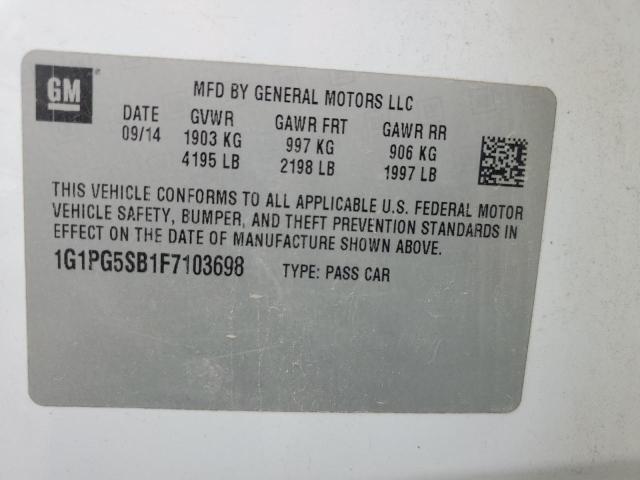 GM
MFD BY GENERAL MOTORS LLC
DATE GVWR GAWR FRT GAWR RR
09/14 1903 KG 997 KG 906 KG
4195 LB 2198 LB 1997 LB
THIS VEHICLE CONFORMS TO ALL APPLICABLE U.S. FEDERAL MOTOR
VEHICLE SAFETY, BUMPER, AND THEFT PREVENTION STANDARDS IN
EFFECT ON THE DATE OF MANUFACTURE SHOWN ABOVE.
1G1PG5SB1F7103698 TYPE: PASS CAR